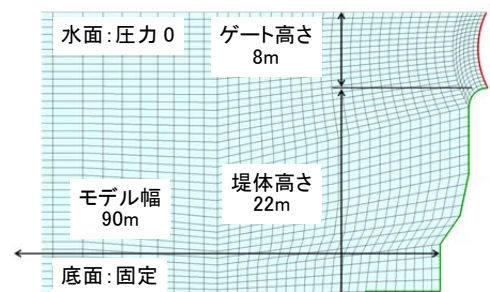 水面：圧力 0
ゲート高さ
8m
堤体高さ
22m
モデル幅
90m
底面：固定